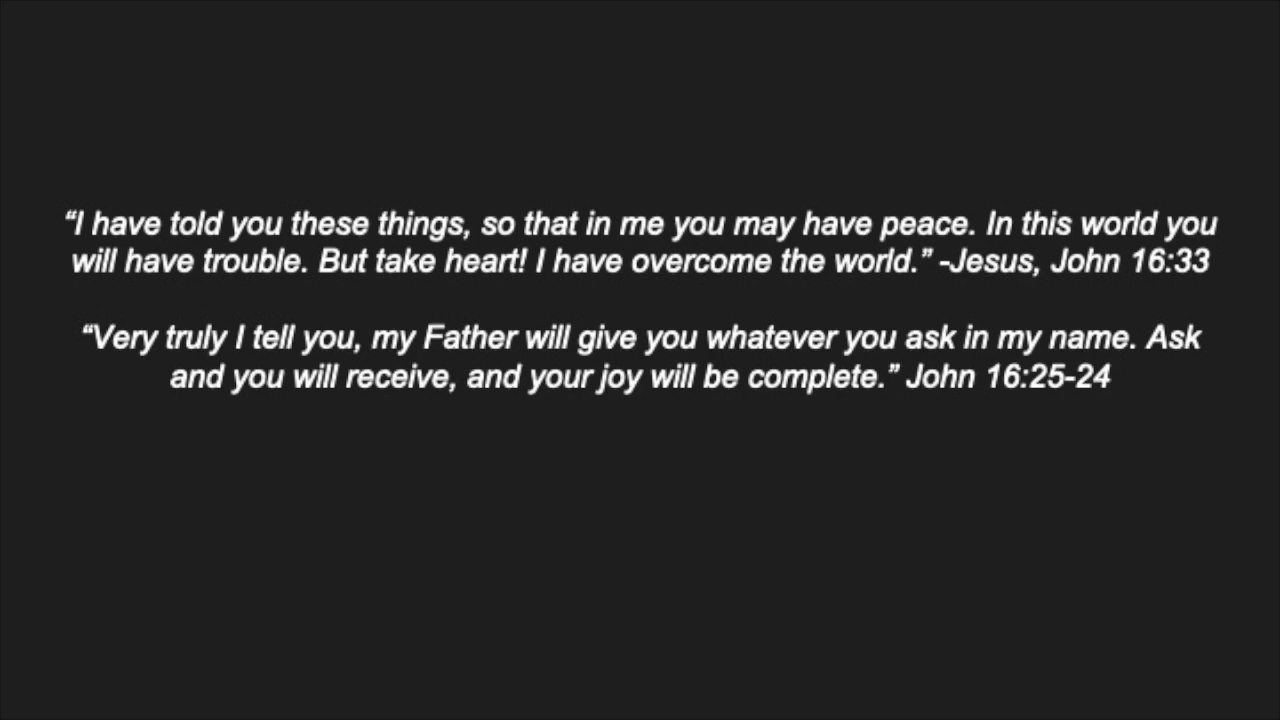 “I have told you these things, so that in me you may have peace. In this world you
will have trouble. But take heart! I have overcome the world.” -Jesus, John 16:33
“Very truly I tell you, my Father will give you whatever you ask in my name. Ask
and you will receive, and your joy will be complete.” John 16:25-24